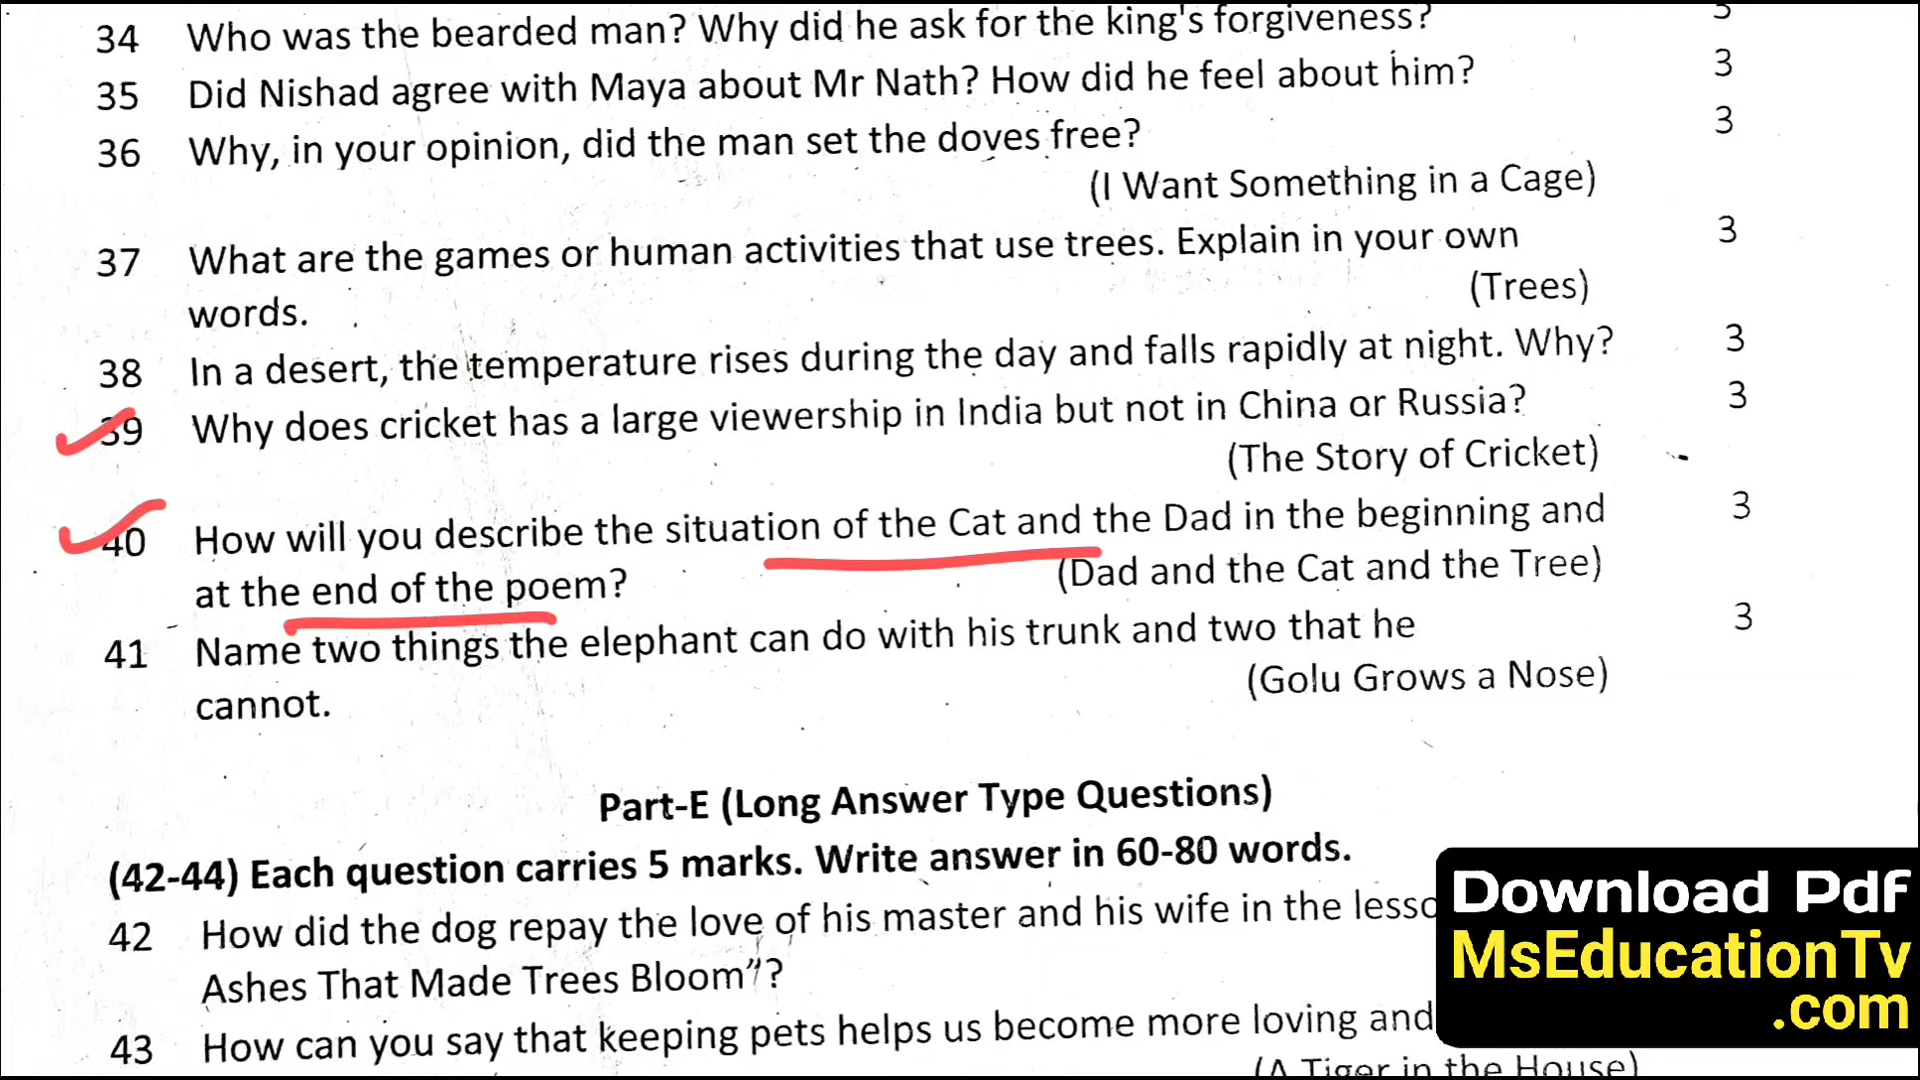 34 Who was the bearded man? Why did he ask for the king's forgiveness? 3
35 Did Nishad agree with Maya about Mr Nath? How did he feel about him? 3
36 Why, in your opinion, did the man set the doves free? 3
(I Want Something in a Cage)
37 What are the games or human activities that use trees. Explain in your own 3
words. (Trees)
38 In a desert, the temperature rises during the day and falls rapidly at night. Why? 3
39 Why does cricket has a large viewership in India but not in China or Russia? 3
(The Story of Cricket)
40 How will you describe the situation of the Cat and the Dad in the beginning and 3
at the end of the poem? (Dad and the Cat and the Tree)
41 Name two things the elephant can do with his trunk and two that he 3
cannot. (Golu Grows a Nose)
Part-E (Long Answer Type Questions)
(42-44) Each question carries 5 marks. Write answer in 60-80 words.
42 How did the dog repay the love of his master and his wife in the
Ashes That Made Trees Bloom"?
43 How can you say that keeping pets helps us become more loving and
(A Tiger in the House)
Download Pdf
MsEducationTv
.com